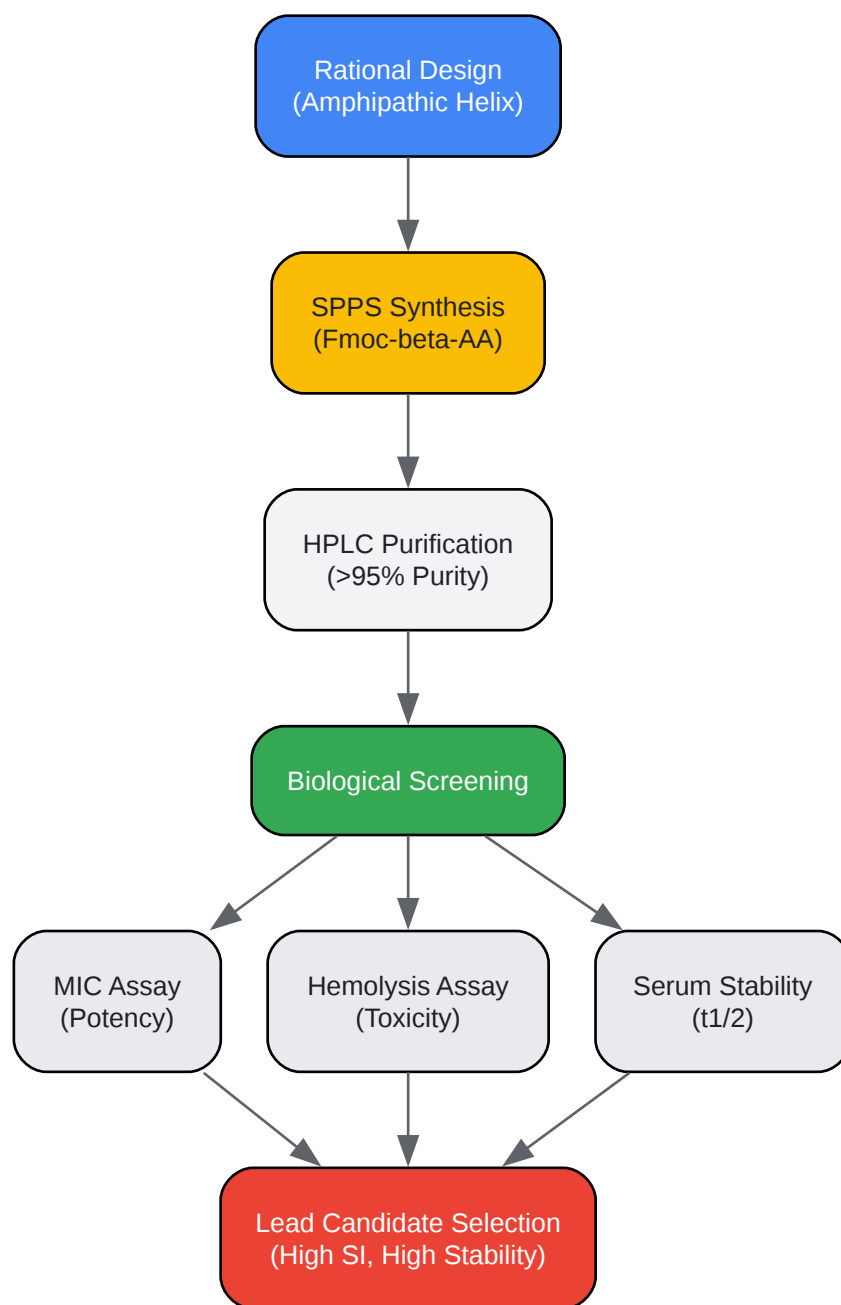 Rational Design
(Amphipathic Helix)
SPPS Synthesis
(Fmoc-beta-AA)
HPLC Purification
(>95% Purity)
Biological Screening
MIC Assay
(Potency)
Hemolysis Assay
(Toxicity)
Serum Stability
(t1/2)
Lead Candidate Selection
(High SI, High Stability)